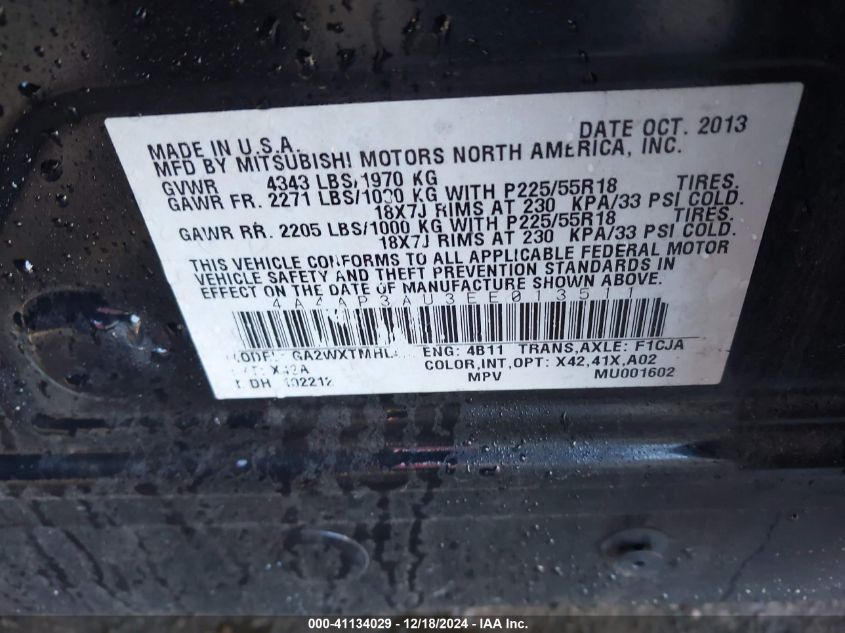 MADE IN U.S.A. DATE OCT. 2013
MFD BY MITSUBISHI MOTORS NORTH AMERICA, INC.
GVWR 4343 LBS/1970 KG
GAWR FR. 2271 LBS/1030 KG WITH P225/55R18 TIRES.
18X7J RIMS AT 230 KPA/33 PSI COLD.
GAWR RR. 2205 LBS/1000 KG WITH P225/55R18 TIRES.
18X7J RIMS AT 230 KPA/33 PSI COLD.
THIS VEHICLE CONFORMS TO ALL APPLICABLE FEDERAL MOTOR
VEHICLE SAFETY AND THEFT PREVENTION STANDARDS IN
EFFECT ON THE DATE OF MANUFACTURE SHOWN ABOVE.
4A4AP3AU3EE013511
MODEL: ENG: 4B11 TRANS,AXLE: F1CJA
X42A COLOR,INT,OPT: X42,41X,A02
MPV MU001602
000-41134029 - 12/18/2024 - IAA Inc.